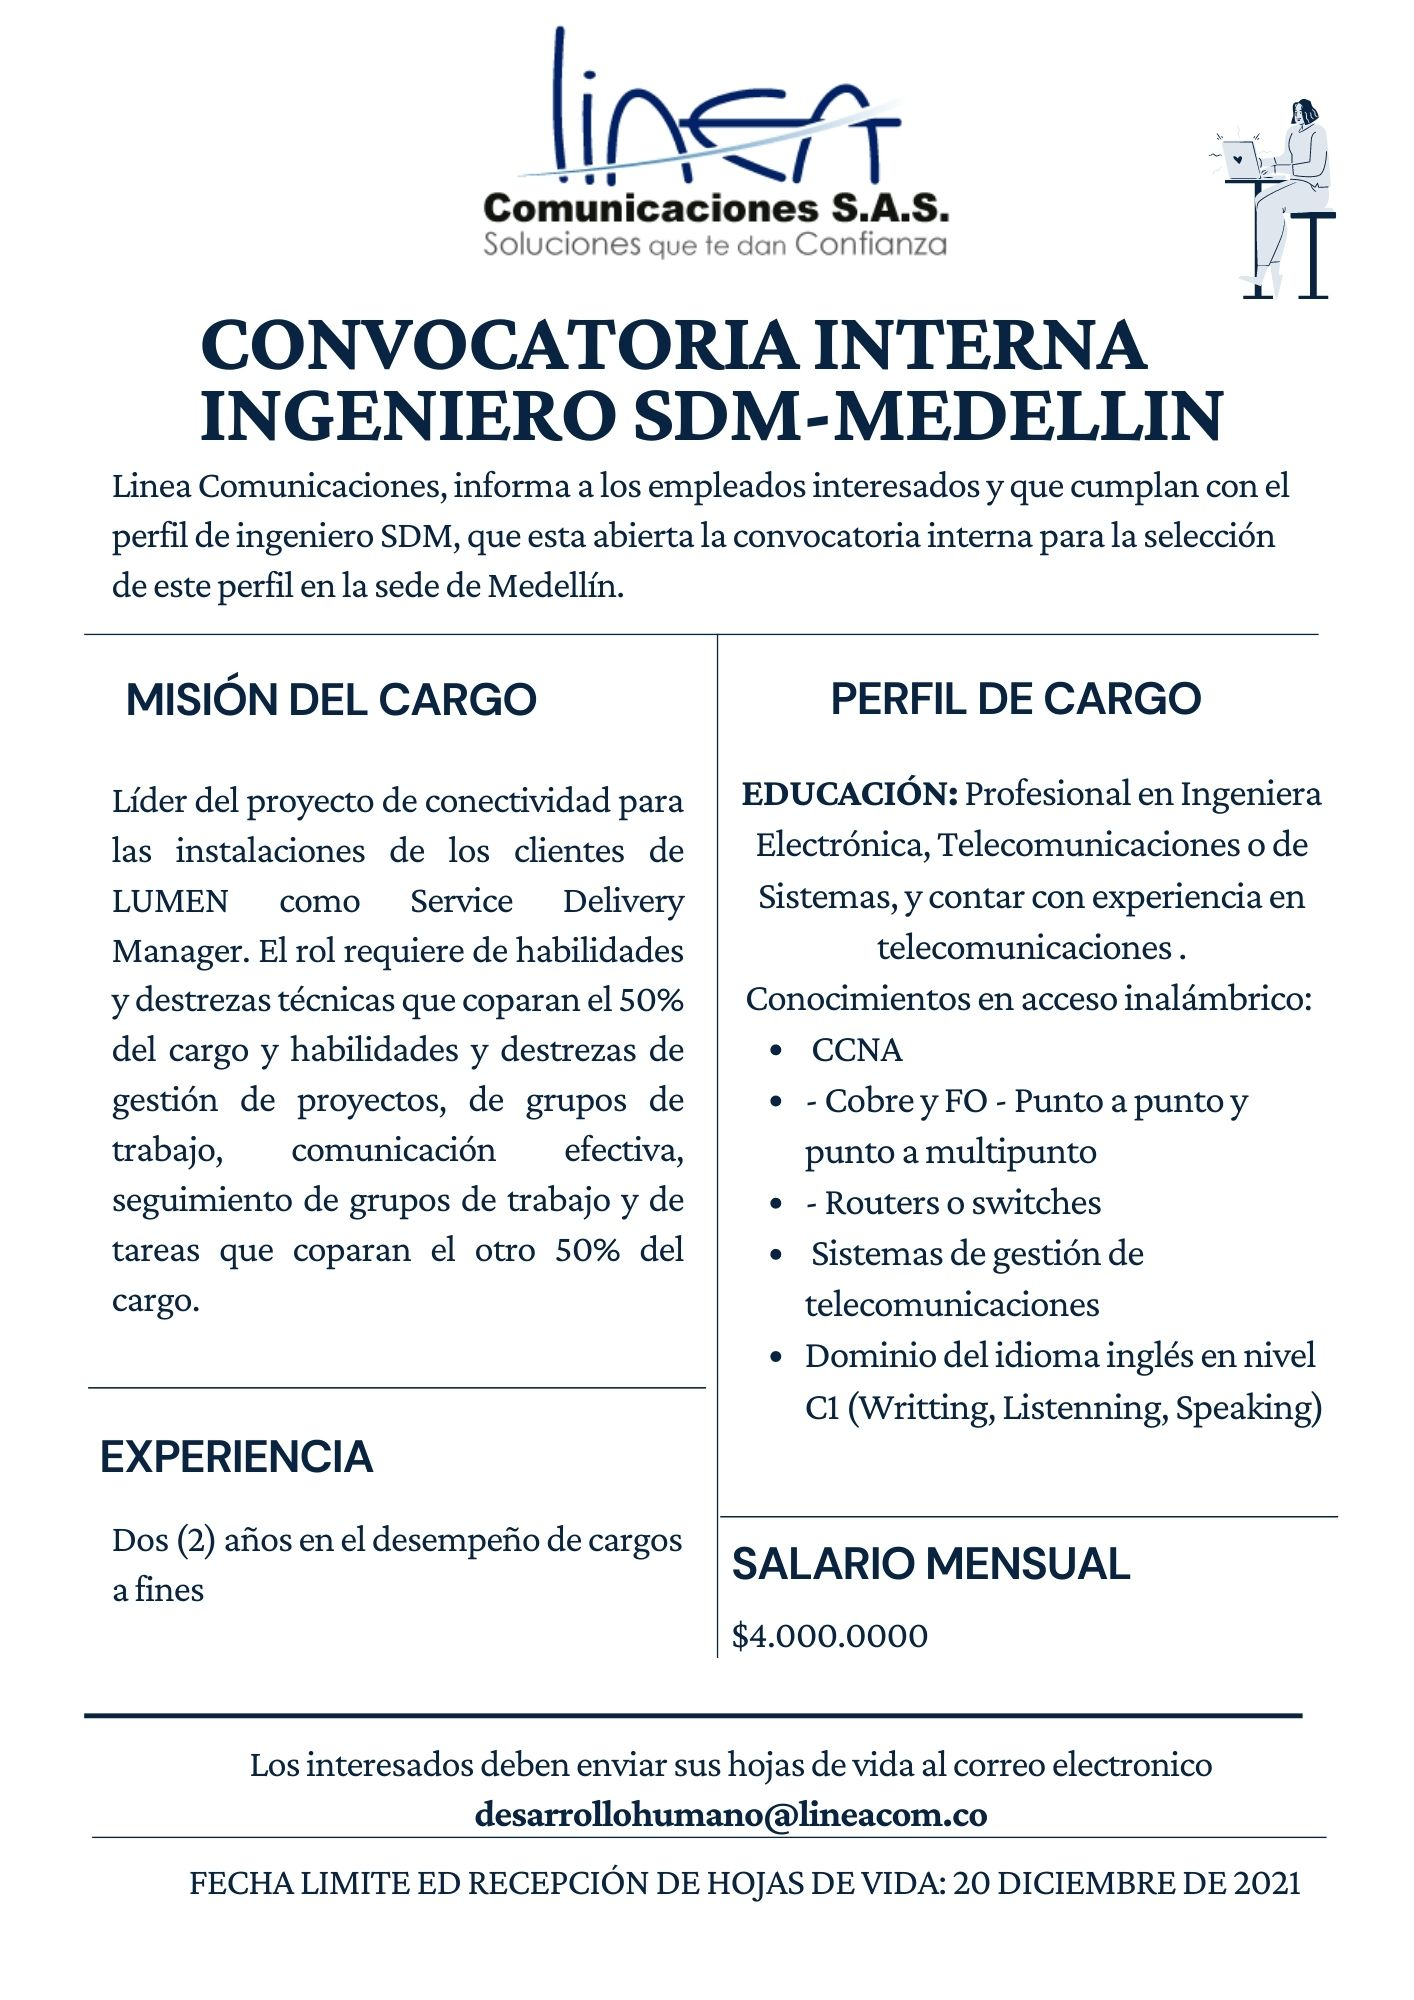 linea
Comunicaciones S.A.S.
Soluciones que te dan Confianza
CONVOCATORIA INTERNA
INGENIERO SDM-MEDELLIN
Linea Comunicaciones, informa a los empleados interesados y que cumplan con el
perfil de ingeniero SDM, que esta abierta la convocatoria interna para la selección
de este perfil en la sede de Medellín.
MISIÓN DEL CARGO
Líder del proyecto de conectividad para
las instalaciones de los clientes de
LUMEN como Service Delivery
Manager. El rol requiere de habilidades
y destrezas técnicas que coparan el 50%
del cargo y habilidades y destrezas de
gestión de proyectos, de grupos de
trabajo, comunicación efectiva,
seguimiento de grupos de trabajo y de
tareas que coparan el otro 50% del
cargo.
EXPERIENCIA
Dos (2) años en el desempeño de cargos
a fines
PERFIL DE CARGO
EDUCACIÓN: Profesional en Ingeniera
Electrónica, Telecomunicaciones o de
Sistemas, y contar con experiencia en
telecomunicaciones .
Conocimientos en acceso inalámbrico:
• CCNA
• - Cobre y FO - Punto a punto y
punto a multipunto
• - Routers o switches
• Sistemas de gestión de
telecomunicaciones
• Dominio del idioma inglés en nivel
C1 (Writting, Listenning, Speaking)
SALARIO MENSUAL
$4.000.0000
Los interesados deben enviar sus hojas de vida al correo electronico
desarrollohumano@lineacom.co
FECHA LIMITE ED RECEPCIÓN DE HOJAS DE VIDA: 20 DICIEMBRE DE 2021